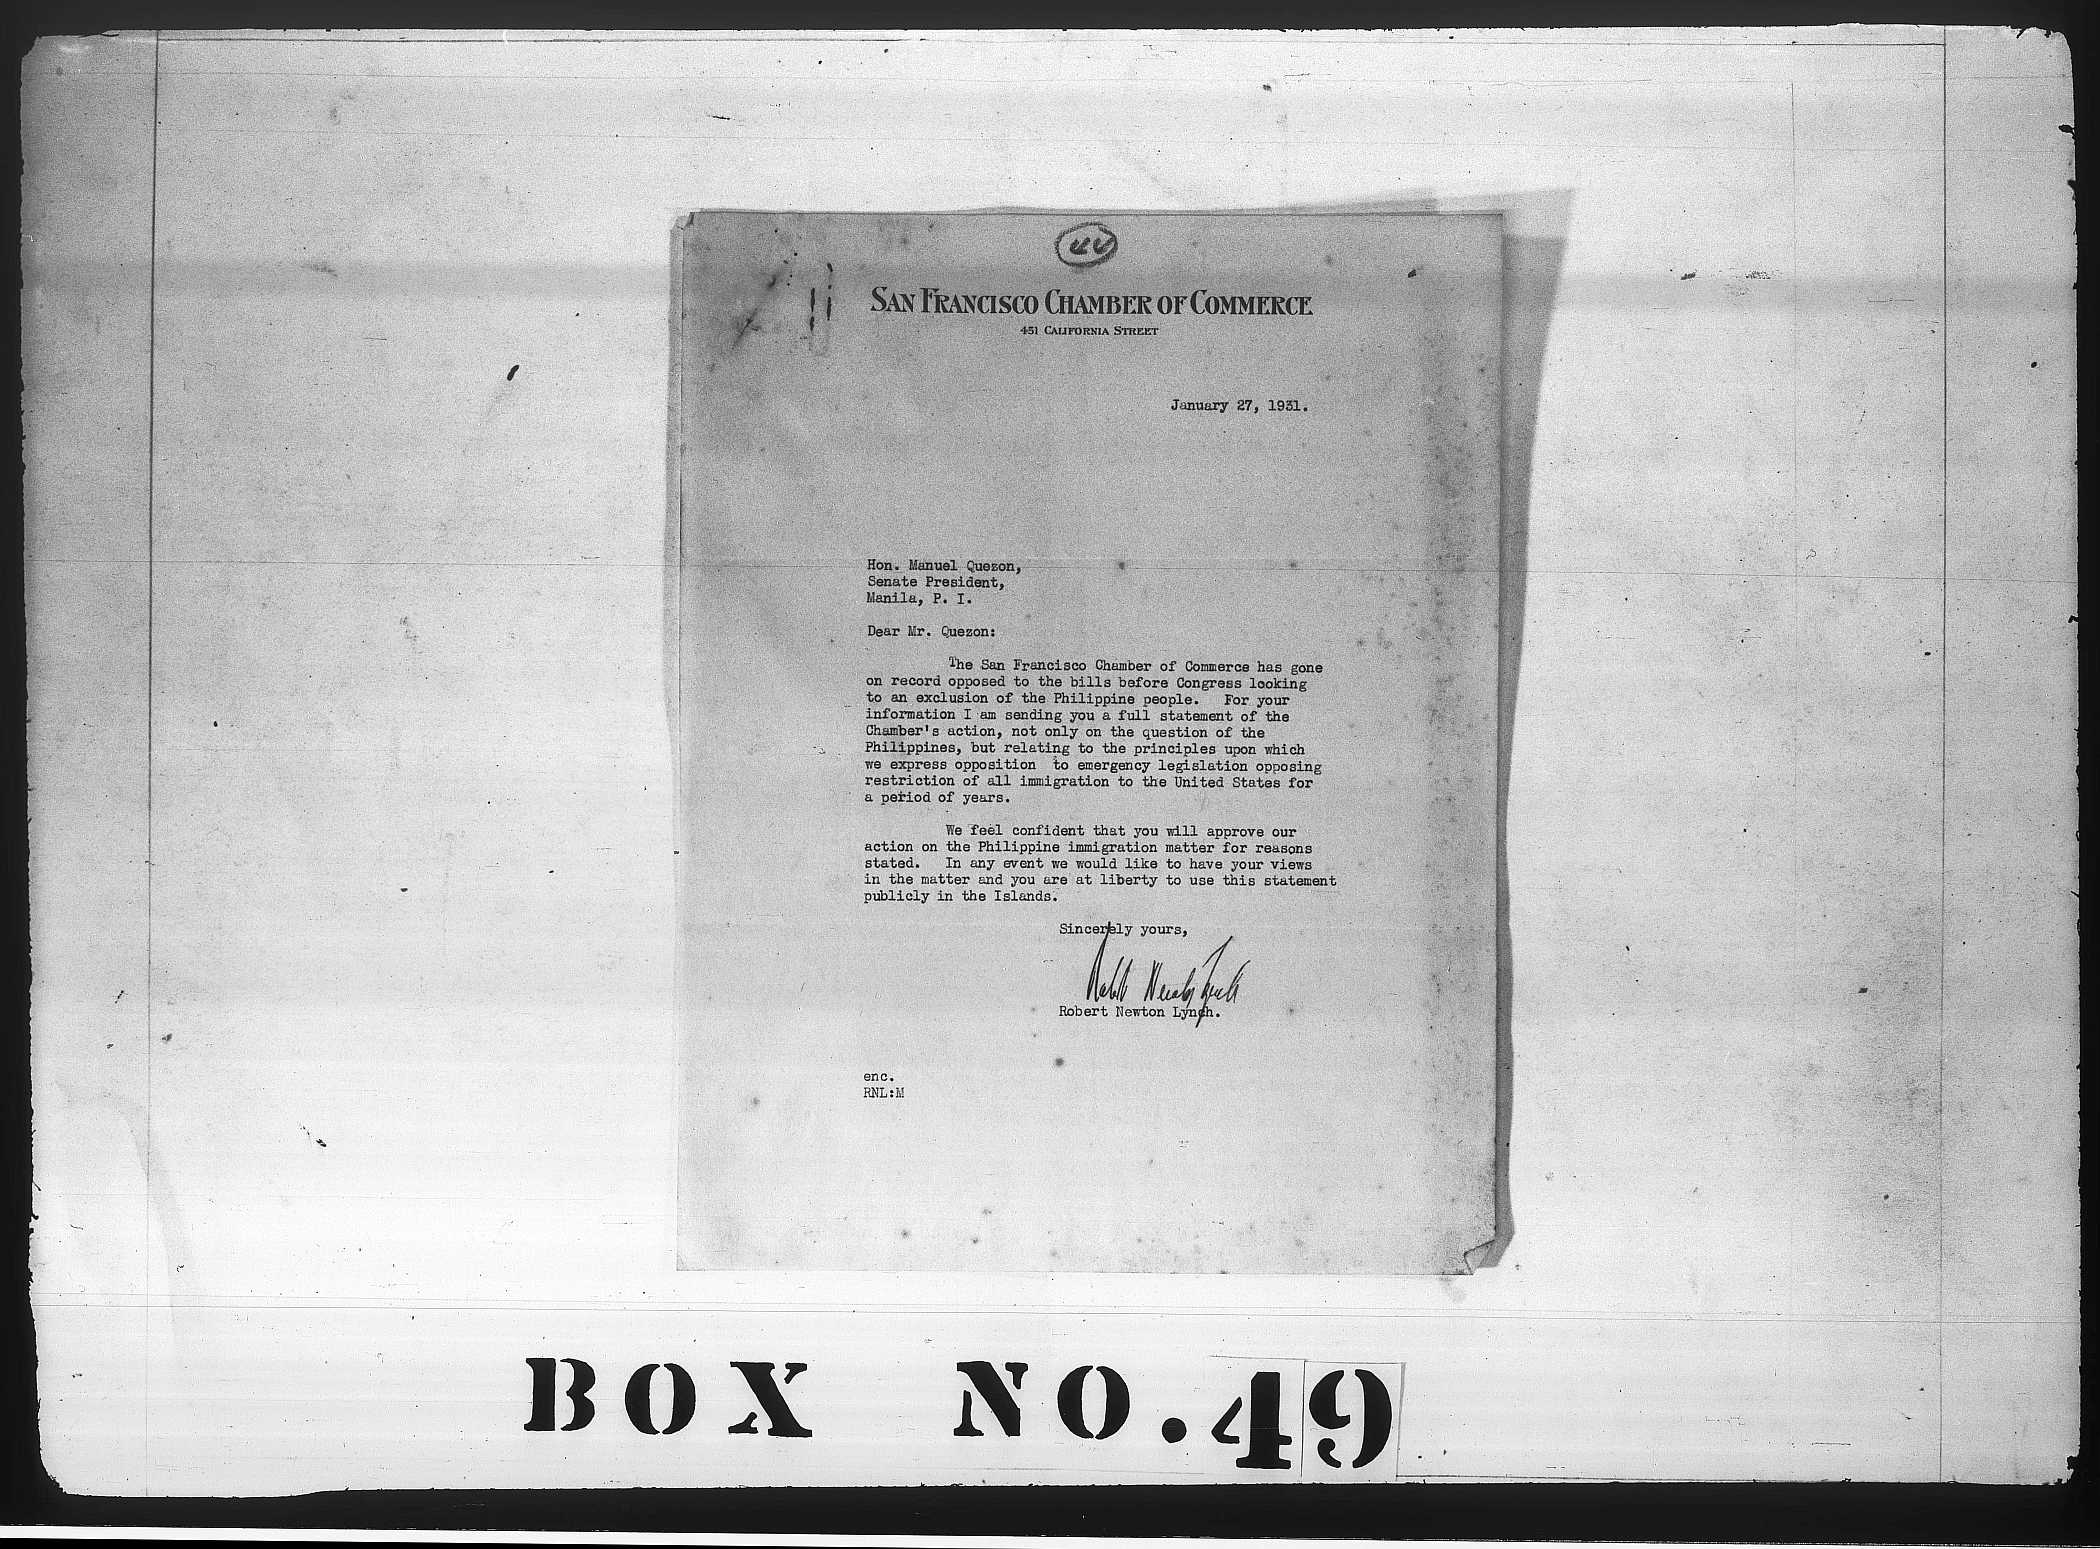 44
SAN FRANCISCO CHAMBER OF COMMERCE
451 CALIFORNIA STREET
January 27, 1931.
Hon. Manuel Quezon,
Senate President,
Manila, P. I.
Dear Mr. Quezon:
The San Francisco Chamber of Commerce has gone
on record opposed to the bills before Congress looking
to an exclusion of the Philippine people. For your
information I am sending you a full statement of the
Chamber's action, not only on the question of the
Philippines, but relating to the principles upon which
we express opposition to emergency legislation opposing
restriction of all immigration to the United States for
a period of years.
We feel confident that you will approve our
action on the Philippine immigration matter for reasons
stated. In any event we would like to have your views
in the matter and you are at liberty to use this statement
publicly in the Islands.
Sincerely yours,
Robert Newton Lynch
Robert Newton Lynch.
enc.
RNL:M
BOX NO. 49